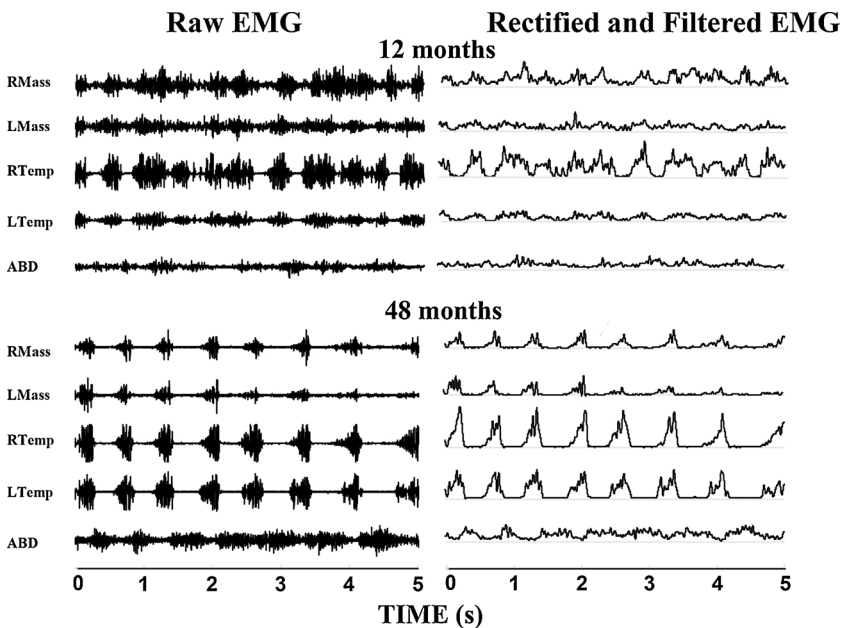 Raw EMG Rectified and Filtered EMG
12 months
RMass
LMass
RTemp
LTemp
ABD
48 months
RMass
LMass
RTemp
LTemp
ABD
0 1 2 3 4 5 0 1 2 3 4 5
TIME (s)